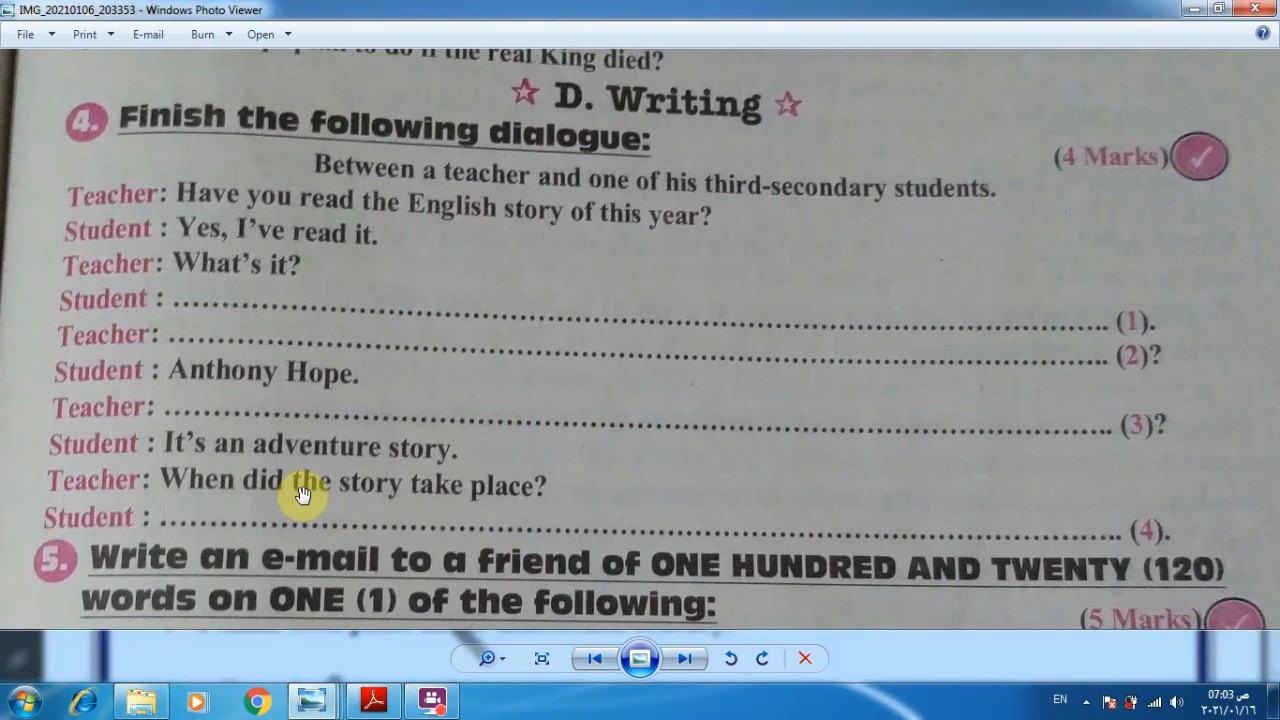 IMG_20210106_203353 - Windows Photo Viewer
File Print E-mail Burn Open
to do if the real King died?
D. Writing
4. Finish the following dialogue:
(4 Marks)
Between a teacher and one of his third-secondary students.
Teacher: Have you read the English story of this year?
Student : Yes, I've read it.
Teacher: What's it?
Student : .......................................................... (1).
Teacher: .......................................................... (2)?
Student : Anthony Hope.
Teacher: .......................................................... (3)?
Student : It's an adventure story.
Teacher: When did the story take place?
Student : .......................................................... (4).
5. Write an e-mail to a friend of ONE HUNDRED AND TWENTY (120)
words on ONE (1) of the following:
(5 Marks)
EN
07:03 ص
٢٠٢١/٠١/١٦